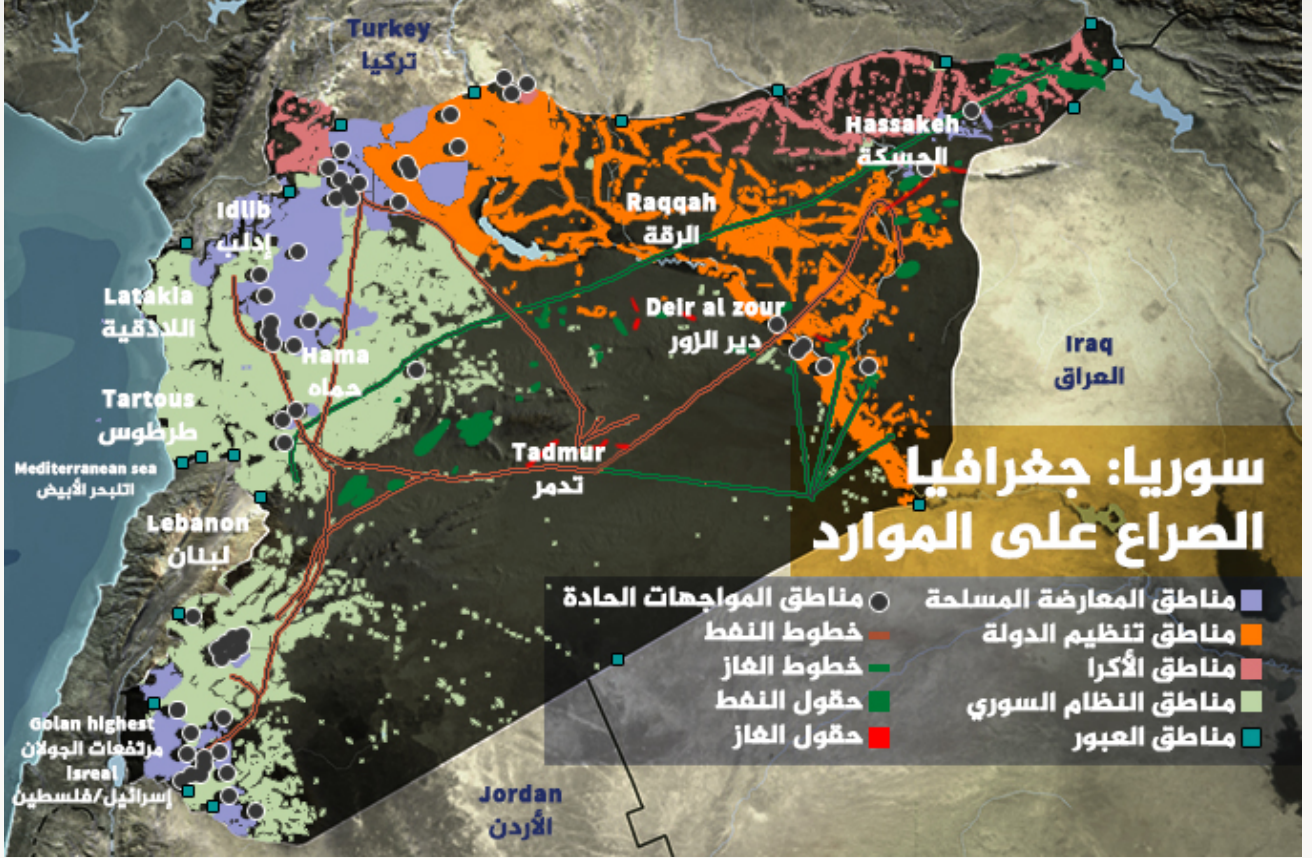 Turkey
تركيا
Hassakeh
الحسكة
Idlib
إدلب
Raqqah
الرقة
Latakia
اللاذقية
Deir al zour
دير الزور
Hama
حماه
Iraq
العراق
Tartous
طرطوس
Tadmur
تدمر
Mediterranean sea
اتلبحر الأبيض
Lebanon
لبنان
سوريا: جغرافيا
الصراع على الموارد
مناطق المعارضة المسلحة
مناطق تنظيم الدولة
مناطق الأكرا
مناطق النظام السوري
مناطق العبور
مناطق المواجهات الحادة
خطوط النفط
خطوط الغاز
حقول النفط
حقول الغاز
Golan highest
مرتفعات الجولان
Isreal
إسرائيل/فلسطين
Jordan
الأردن